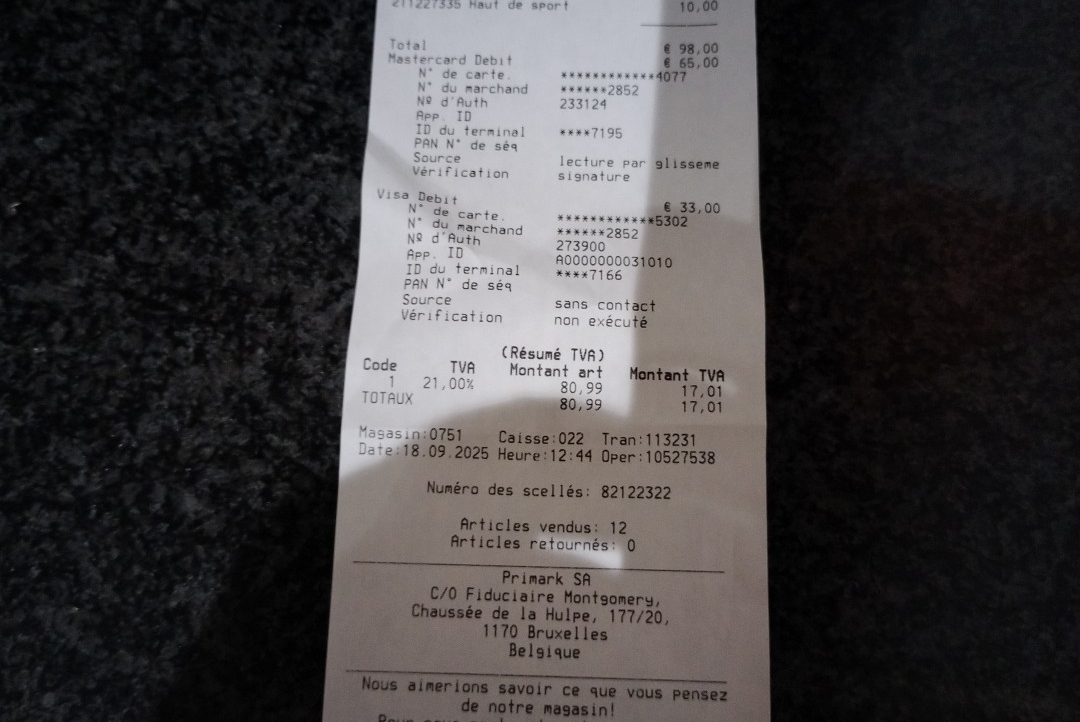 211227335 Haut de sport 10,00
Total € 98,00
Mastercard Debit € 65,00
N° de carte. ************4077
N° du marchand ******2852
Nº d'Auth 233124
App. ID
ID du terminal ****7195
PAN N° de séq
Source lecture par glisseme
Vérification signature
Visa Debit € 33,00
N° de carte. ************5302
N° du marchand ******2852
Nº d'Auth 273900
App. ID A0000000031010
ID du terminal ****7166
PAN N° de séq
Source sans contact
Vérification non exécuté
(Résumé TVA)
Code TVA Montant art Montant TVA
1 21,00% 80,99 17,01
TOTAUX 80,99 17,01
Magasin:0751 Caisse:022 Tran:113231
Date:18.09.2025 Heure:12:44 Oper:10527538
Numéro des scellés: 82122322
Articles vendus: 12
Articles retournés: 0
Primark SA
C/O Fiduciaire Montgomery,
Chaussée de la Hulpe, 177/20,
1170 Bruxelles
Belgique
Nous aimerions savoir ce que vous pensez
de notre magasin!